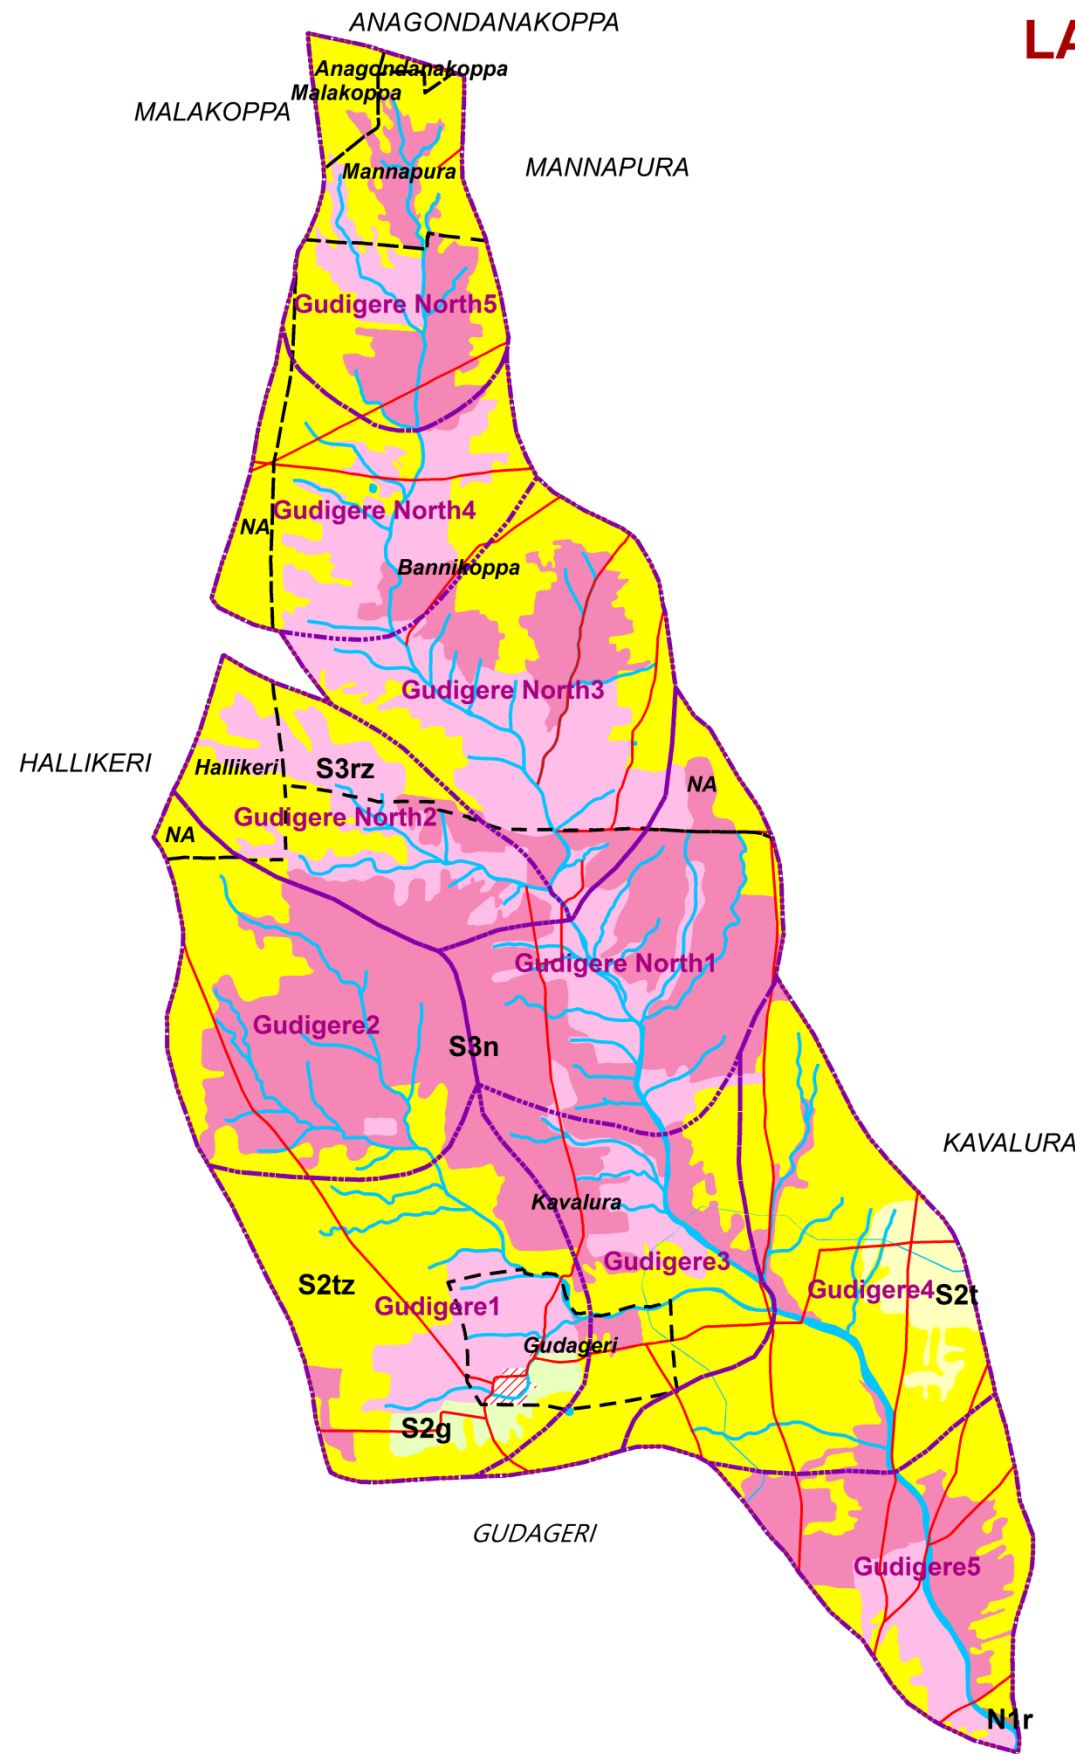 ANAGONDANAKOPPA
LA
Anagondanakoppa
Malakoppa
MALAKOPPA
Mannapura
MANNAPURA
Gudigere North5
Gudigere North4
NA
Bannikoppa
Gudigere North3
HALLIKERI
Hallikeri
S3rz
NA
Gudigere North2
NA
Gudigere North1
Gudigere2
S3n
KAVALURA
Kavalura
Gudigere3
S2tz
Gudigere4
S2t
Gudigere1
Gudageri
S2g
GUDAGERI
Gudigere5
N1r